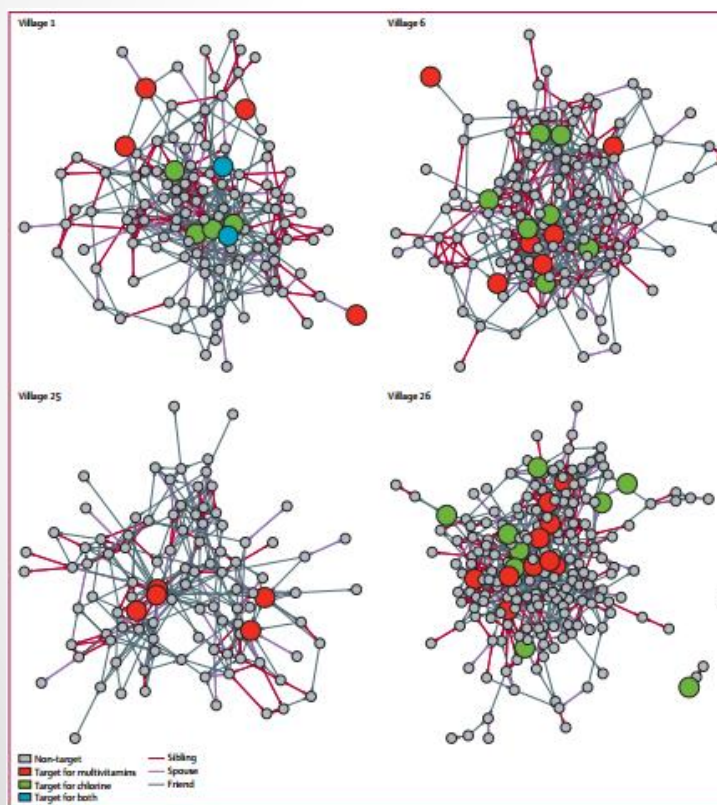 Village 1
Village 6
Village 25
Village 26
Non-target
Target for multivitamins
Target for chlorine
Target for both
Sibling
Spouse
Friend